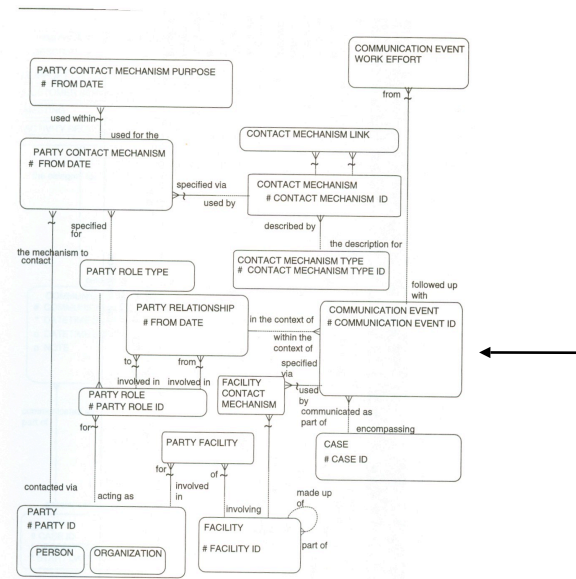 COMMUNICATION EVENT
WORK EFFORT
from
PARTY CONTACT MECHANISM PURPOSE
# FROM DATE
used within
used for the
CONTACT MECHANISM LINK
PARTY CONTACT MECHANISM
# FROM DATE
specified via
used by
CONTACT MECHANISM
# CONTACT MECHANISM ID
described by
the description for
specified
for
the mechanism to
contact
CONTACT MECHANISM TYPE
# CONTACT MECHANISM TYPE ID
PARTY ROLE TYPE
followed up
with
PARTY RELATIONSHIP
# FROM DATE
in the context of
within the
context of
COMMUNICATION EVENT
# COMMUNICATION EVENT ID
to
from
involved in
involved in
specified
via
used
by
FACILITY
CONTACT
MECHANISM
communicated as
part of
PARTY ROLE
# PARTY ROLE ID
for
encompassing
CASE
# CASE ID
PARTY FACILITY
for
involved
in
of
involving
contacted via
acting as
made up
of
part of
PARTY
# PARTY ID
PERSON
ORGANIZATION
FACILITY
# FACILITY ID